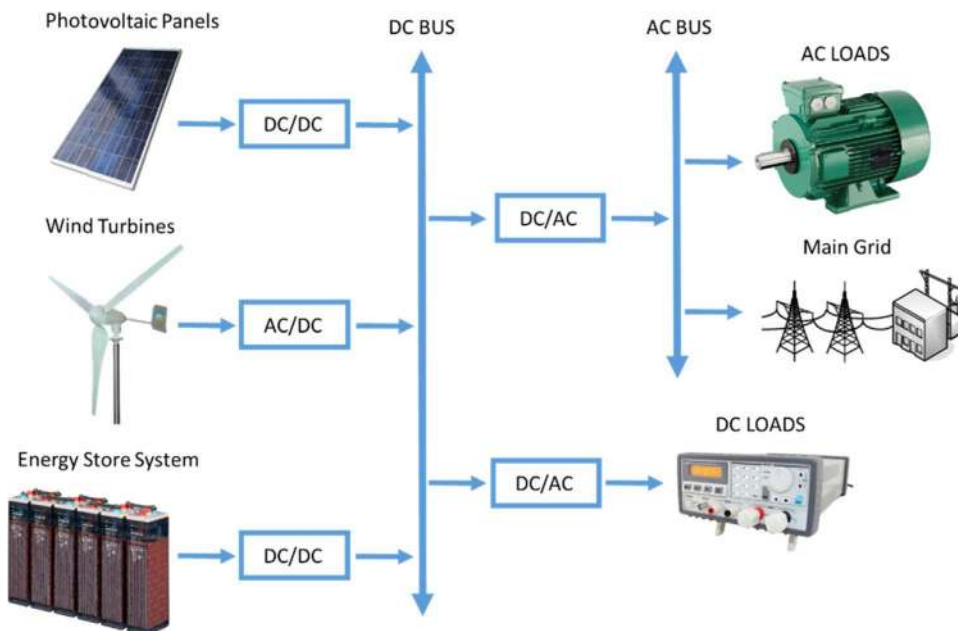 Photovoltaic Panels
DC BUS
AC BUS
AC LOADS
DC/DC
Wind Turbines
DC/AC
Main Grid
AC/DC
DC LOADS
Energy Store System
DC/AC
DC/DC